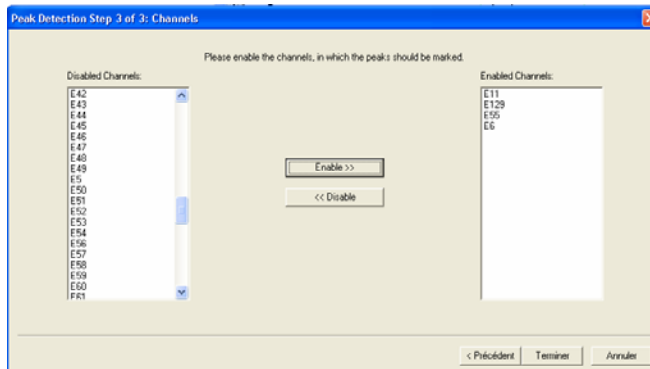 Peak Detection Step 3 of 3: Channels
Please enable the channels, in which the peaks should be marked.
Disabled Channels:
E42
E43
E44
E45
E46
E47
E48
E49
E5
E50
E51
E52
E53
E54
E56
E57
E58
E59
E60
E61
Enable >>
<< Disable
Enabled Channels:
E11
E129
E55
E6
< Précédent
Terminer
Annuler